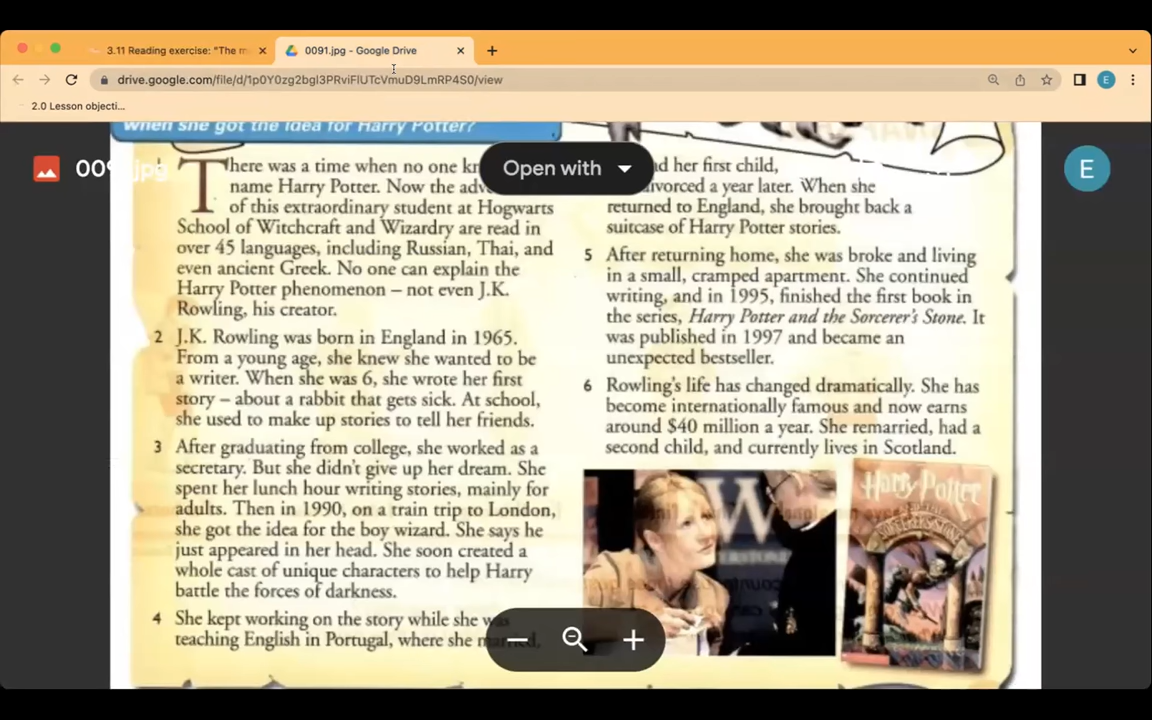 3.11 Reading exercise: "The m
0091.jpg - Google Drive
drive.google.com/file/d/1p0Y0zg2bgl3PRviFlUTcVmuD9LmRP4S0/view
E
2.0 Lesson objecti...
when she got the idea for Harry Potter?
009 jpg
Open with
E
There was a time when no one
name Harry Potter. Now the
of this extraordinary student at Hogwarts
School of Witchcraft and Wizardry are read in
over 45 languages, including Russian, Thai, and
even ancient Greek. No one can explain the
Harry Potter phenomenon – not even J.K.
Rowling, his creator.
2 J.K. Rowling was born in England in 1965.
From a young age, she knew she wanted to be
a writer. When she was 6, she wrote her first
story – about a rabbit that gets sick. At school,
she used to make up stories to tell her friends.
3 After graduating from college, she worked as a
secretary. But she didn't give up her dream. She
spent her lunch hour writing stories, mainly for
adults. Then in 1990, on a train trip to London,
she got the idea for the boy wizard. She says he
just appeared in her head. She soon created a
whole cast of unique characters to help Harry
battle the forces of darkness.
4 She kept working on the story while she
teaching English in Portugal, where she
her first child,
divorced a year later. When she
returned to England, she brought back a
suitcase of Harry Potter stories.
5 After returning home, she was broke and living
in a small, cramped apartment. She continued
writing, and in 1995, finished the first book in
the series, Harry Potter and the Sorcerer's Stone. It
was published in 1997 and became an
unexpected bestseller.
6 Rowling's life has changed dramatically. She has
become internationally famous and now earns
around $40 million a year. She remarried, had a
second child, and currently lives in Scotland.
W
Harry Potter